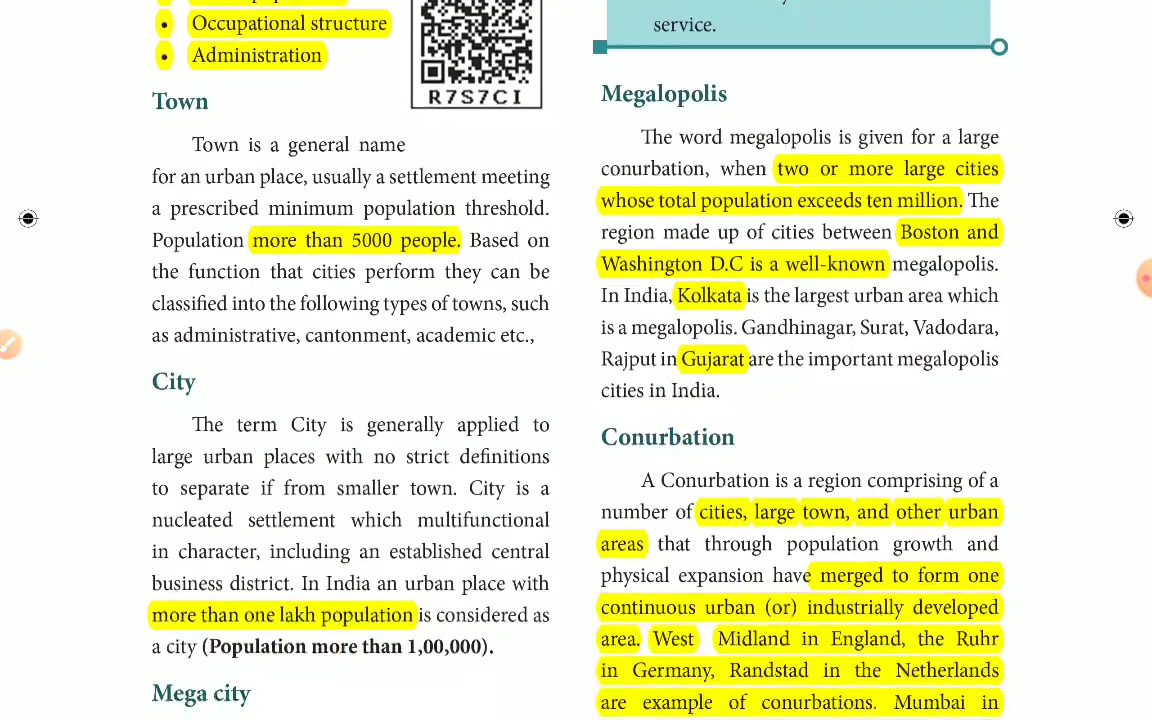 • Occupational structure
• Administration
R7S7CI
Town
Town is a general name
for an urban place, usually a settlement meeting
a prescribed minimum population threshold.
Population more than 5000 people. Based on
the function that cities perform they can be
classified into the following types of towns, such
as administrative, cantonment, academic etc.,
City
The term City is generally applied to
large urban places with no strict definitions
to separate if from smaller town. City is a
nucleated settlement which multifunctional
in character, including an established central
business district. In India an urban place with
more than one lakh population is considered as
a city (Population more than 1,00,000).
Mega city
service.
Megalopolis
The word megalopolis is given for a large
conurbation, when two or more large cities
whose total population exceeds ten million. The
region made up of cities between Boston and
Washington D.C is a well-known megalopolis.
In India, Kolkata is the largest urban area which
is a megalopolis. Gandhinagar, Surat, Vadodara,
Rajput in Gujarat are the important megalopolis
cities in India.
Conurbation
A Conurbation is a region comprising of a
number of cities, large town, and other urban
areas that through population growth and
physical expansion have merged to form one
continuous urban (or) industrially developed
area. West Midland in England, the Ruhr
in Germany, Randstad in the Netherlands
are example of conurbations. Mumbai in